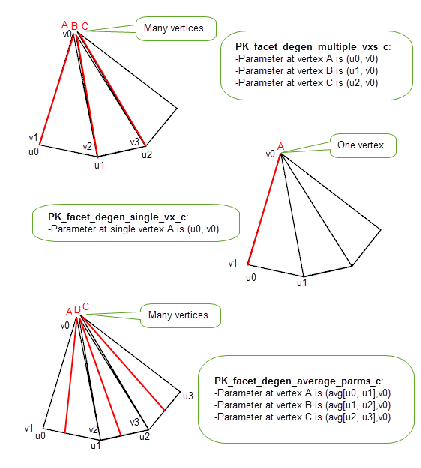 A B C
Many vertices
v0
PK_facet_degen_multiple_vxs_c:
-Parameter at vertex A is (u0, v0)
-Parameter at vertex B is (u1, v0)
-Parameter at vertex C is (u2, v0)
v1
u0
v2
u1
v3
u2
A
One vertex
v0
PK_facet_degen_single_vx_c:
-Parameter at single vertex A is (u0, v0)
v1
u0
u1
A B C
Many vertices
v0
PK_facet_degen_average_parms_c:
-Parameter at vertex A is (avg[u0, u1],v0)
-Parameter at vertex B is (avg[u1, u2],v0)
-Parameter at vertex C is (avg[u2, u3],v0)
u3
v1
u0
v2
u1
v3
u2